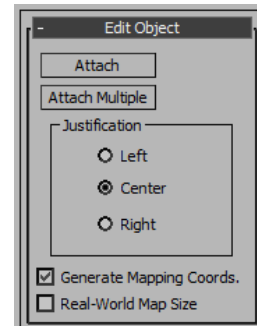 - Edit Object
Attach
Attach Multiple
Justification
Left
Center
Right
Generate Mapping Coords.
Real-World Map Size